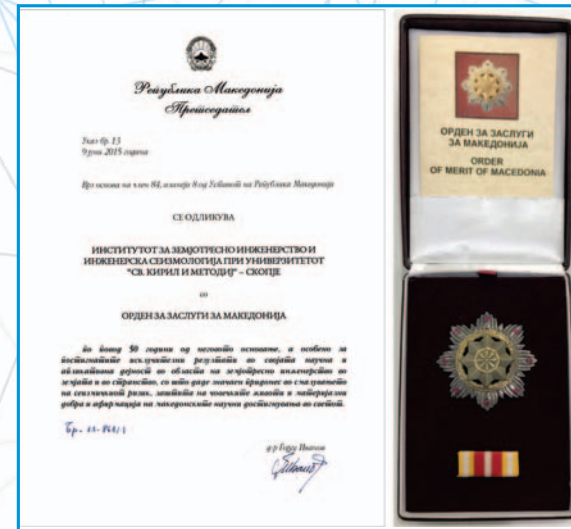 Република Македонија
Претседател
Указ бр. 13
9 јуни 2015 година
Врз основа на член 84, алинеја 8 од Уставот на Република Македонија
СЕ ОДЛИКУВА
ИНСТИТУТОТ ЗА ЗЕМЈОТРЕСНО ИНЖЕНЕРСТВО И
ИНЖЕНЕРСКА СЕИЗМОЛОГИЈА ПРИ УНИВЕРЗИТЕТОТ
"СВ. КИРИЛ И МЕТОДИЈ" – СКОПЈЕ
со
ОРДЕН ЗА ЗАСЛУГИ ЗА МАКЕДОНИЈА
по повод 50 години од неговото основање, а особено за
постигнатите исклучителни резултати во својата научна и
апликативна дејност во областа на земјотресно инженерство во
земјата и во странство, со што даде значаен придонес во смалувањето
на сеизмичкиот ризик, заштита на човечките животи и материјални
добра и афирмација на македонските научни достигнувања во светот.
д-р Ѓорге Иванов
ОРДЕН ЗА ЗАСЛУГИ
ЗА МАКЕДОНИЈА
ORDER
OF MERIT OF MACEDONIA